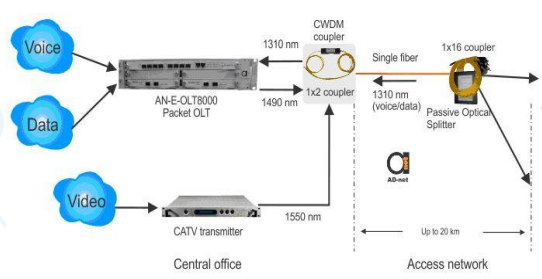 CWDM
coupler
Voice
1310 nm
Single fiber
1x16 coupler
AN-E-OLT8000
Packet OLT
1490 nm
1x2 coupler
1310 nm
(voice/data)
Passive Optical
Splitter
Data
AD-net
Video
1550 nm
CATV transmitter
Up to 20 km
Central office
Access network